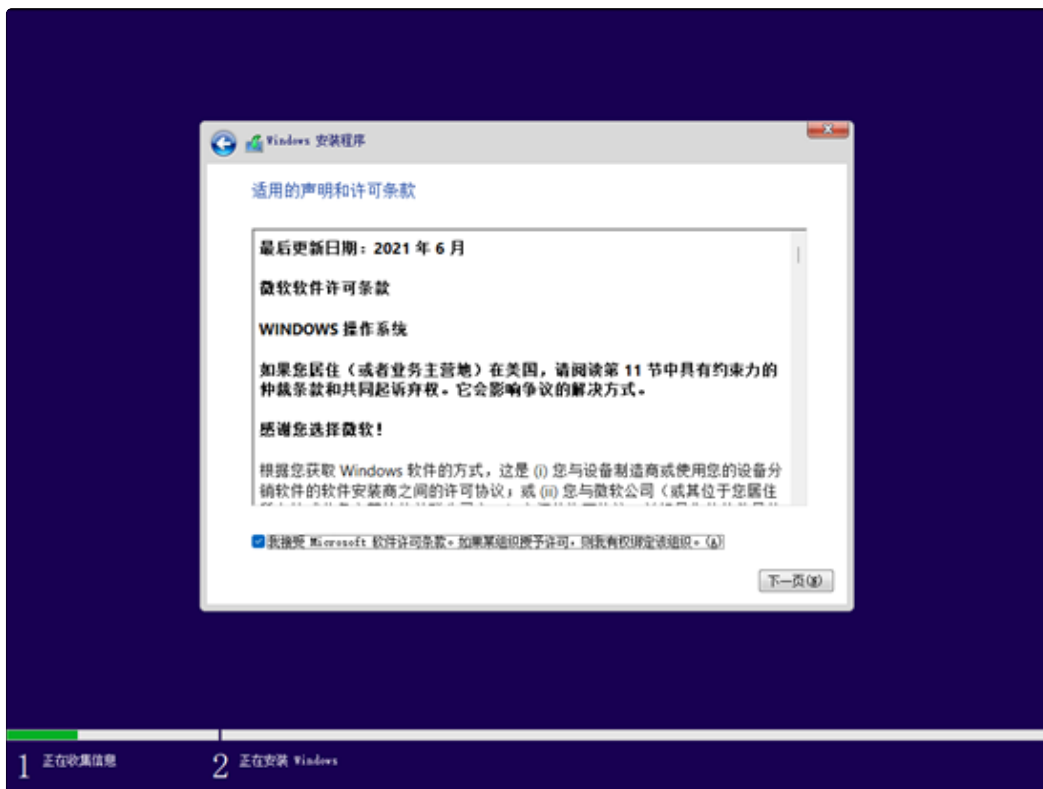 Windows 安装程序
适用的声明和许可条款
最后更新日期：2021 年 6 月
微软软件许可条款
WINDOWS 操作系统
如果您居住（或者业务主营地）在美国，请阅读第 11 节中具有约束力的
仲裁条款和共同起诉弃权。它会影响争议的解决方式。
感谢您选择微软！
根据您获取 Windows 软件的方式，这是 (i) 您与设备制造商或使用您的设备分
销软件的软件安装商之间的许可协议；或 (ii) 您与微软公司（或其位于您居住
我接受 Microsoft 软件许可条款。如果某组织授予许可，则我有权绑定该组织。(A)
下一页(N)
1 正在收集信息
2 正在安装 Windows